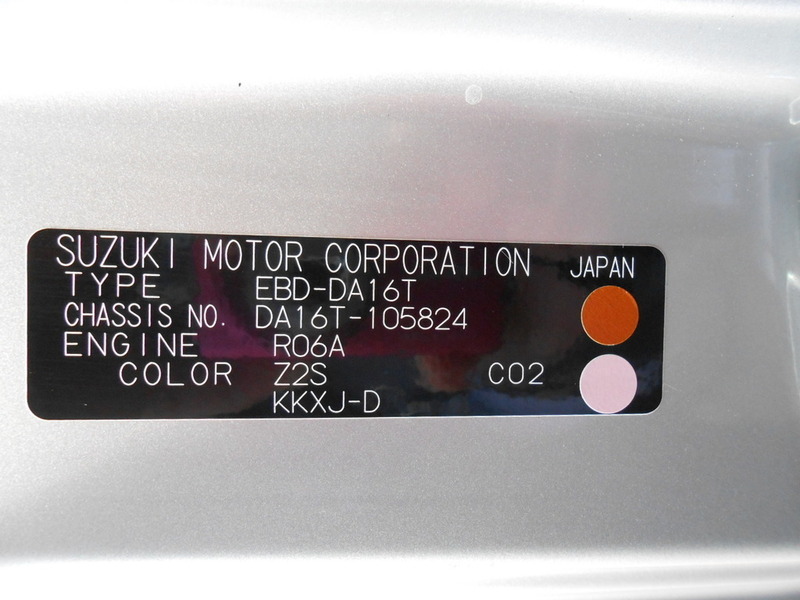 SUZUKI MOTOR CORPORATION JAPAN
TYPE EBD-DA16T
CHASSIS NO. DA16T-105824
ENGINE R06A
COLOR Z2S C02
KKXJ-D